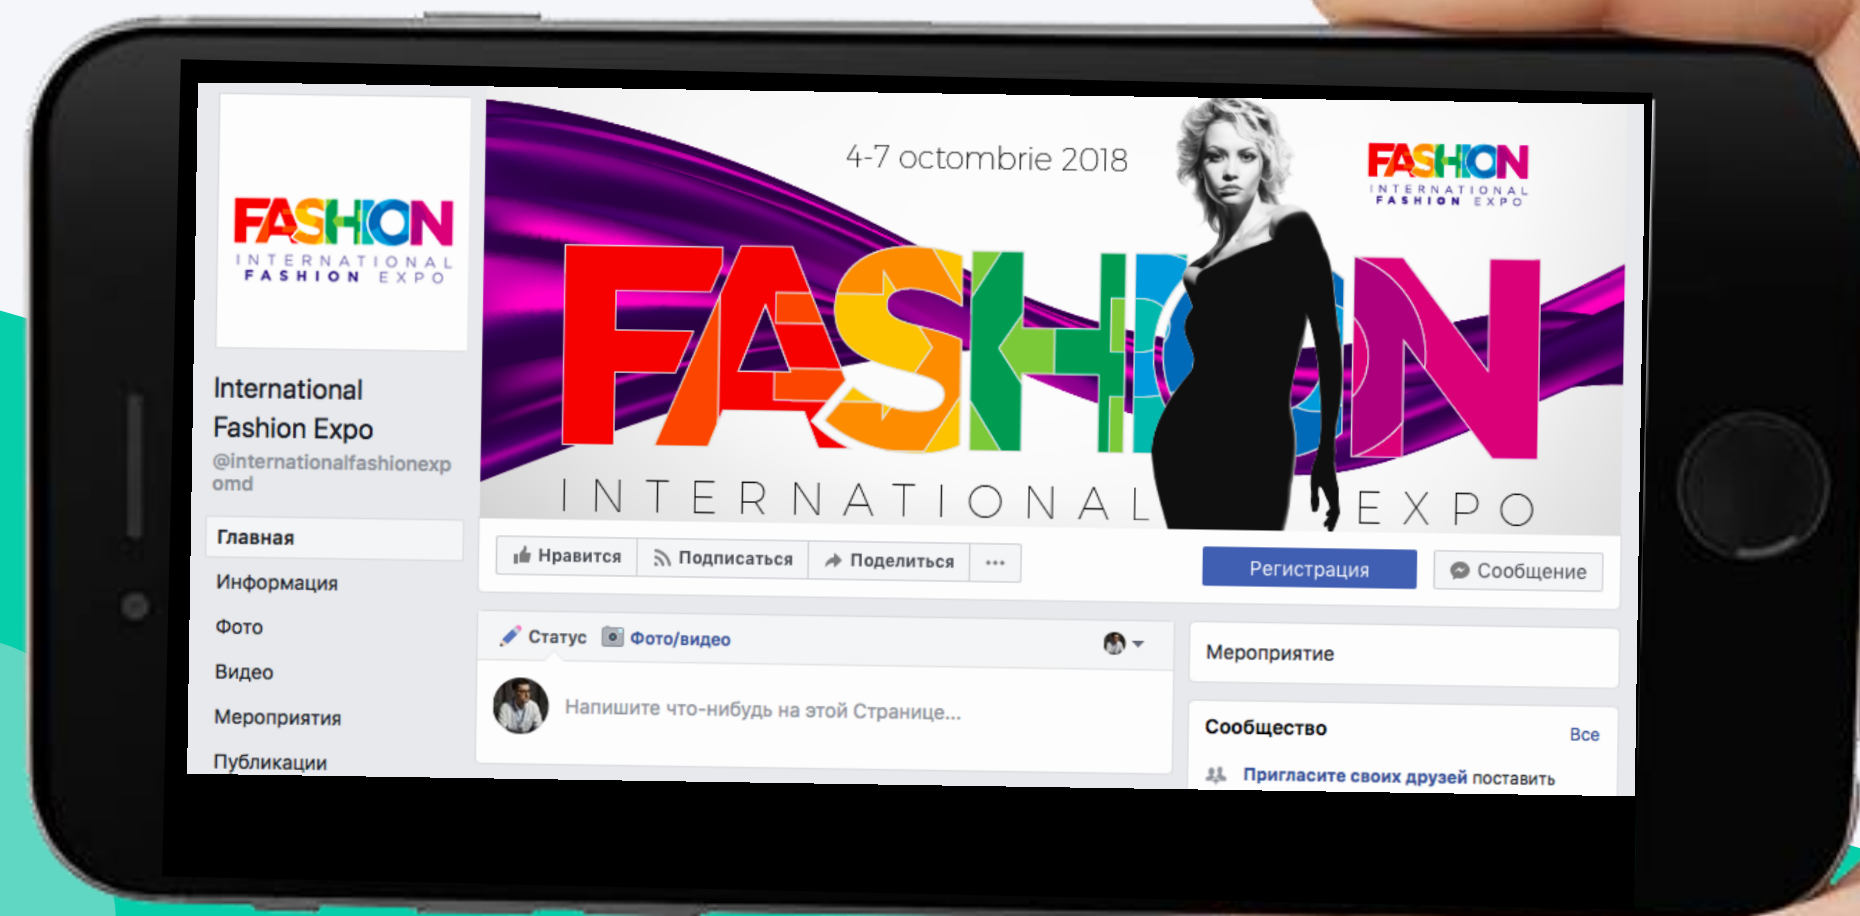 FASHION
INTERNATIONAL
FASHION EXPO
International
Fashion Expo
@internationalfashionexp
omd
Главная
Информация
Фото
Видео
Мероприятия
Публикации
4-7 octombrie 2018
FASHION
INTERNATIONAL
FASHION EXPO
FASHION
INTERNATIONAL EXPO
Нравится
Подписаться
Поделиться
...
Регистрация
Сообщение
Статус
Фото/видео
Напишите что-нибудь на этой Странице...
Мероприятие
Сообщество
Все
Пригласите своих друзей поставить